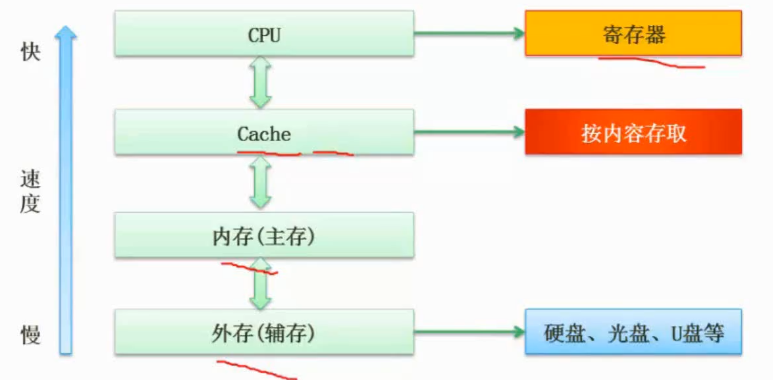 快
CPU
寄存器
Cache
按内容存取
速度
内存(主存)
慢
外存(辅存)
硬盘、光盘、U盘等